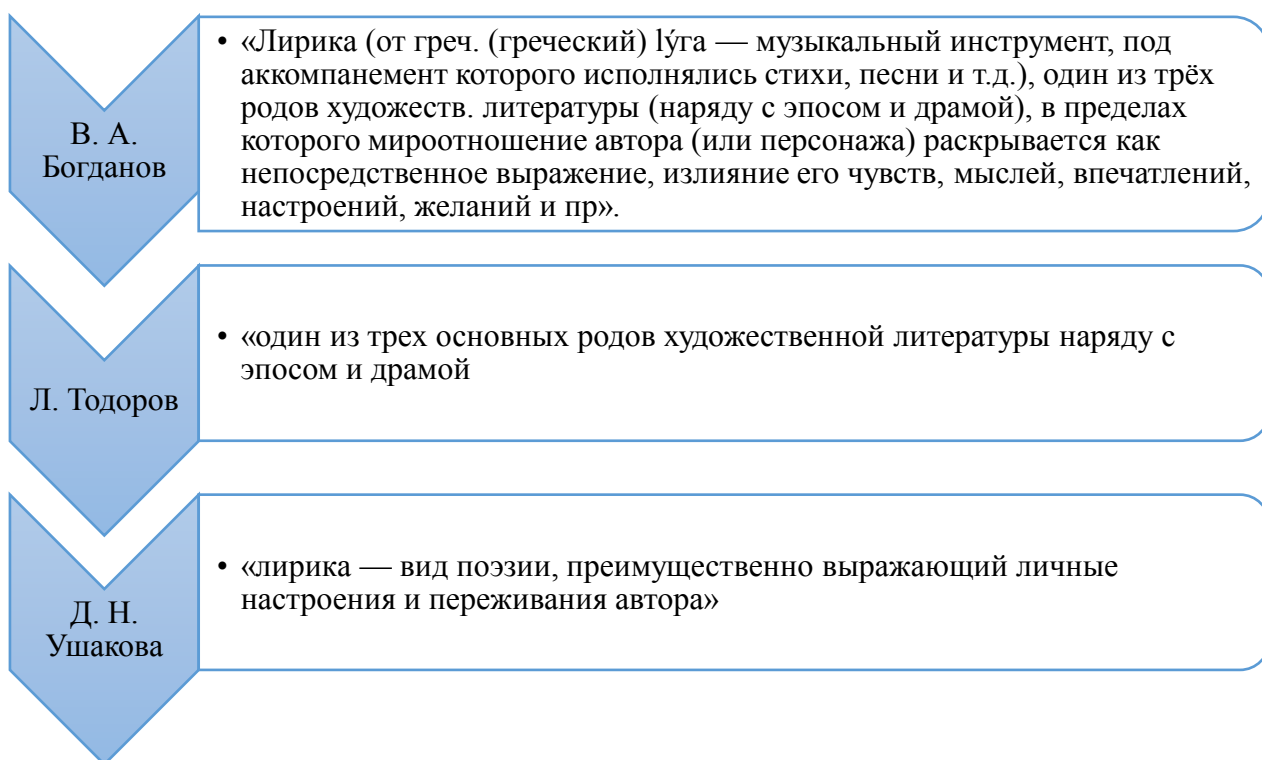 В. А.
Богданов
• «Лирика (от греч. (греческий) lýга — музыкальный инструмент, под
аккомпанемент которого исполнялись стихи, песни и т.д.), один из трёх
родов художеств. литературы (наряду с эпосом и драмой), в пределах
которого мироотношение автора (или персонажа) раскрывается как
непосредственное выражение, излияние его чувств, мыслей, впечатлений,
настроений, желаний и пр».
Л. Тодоров
• «один из трех основных родов художественной литературы наряду с
эпосом и драмой
Д. Н.
Ушакова
• «лирика — вид поэзии, преимущественно выражающий личные
настроения и переживания автора»